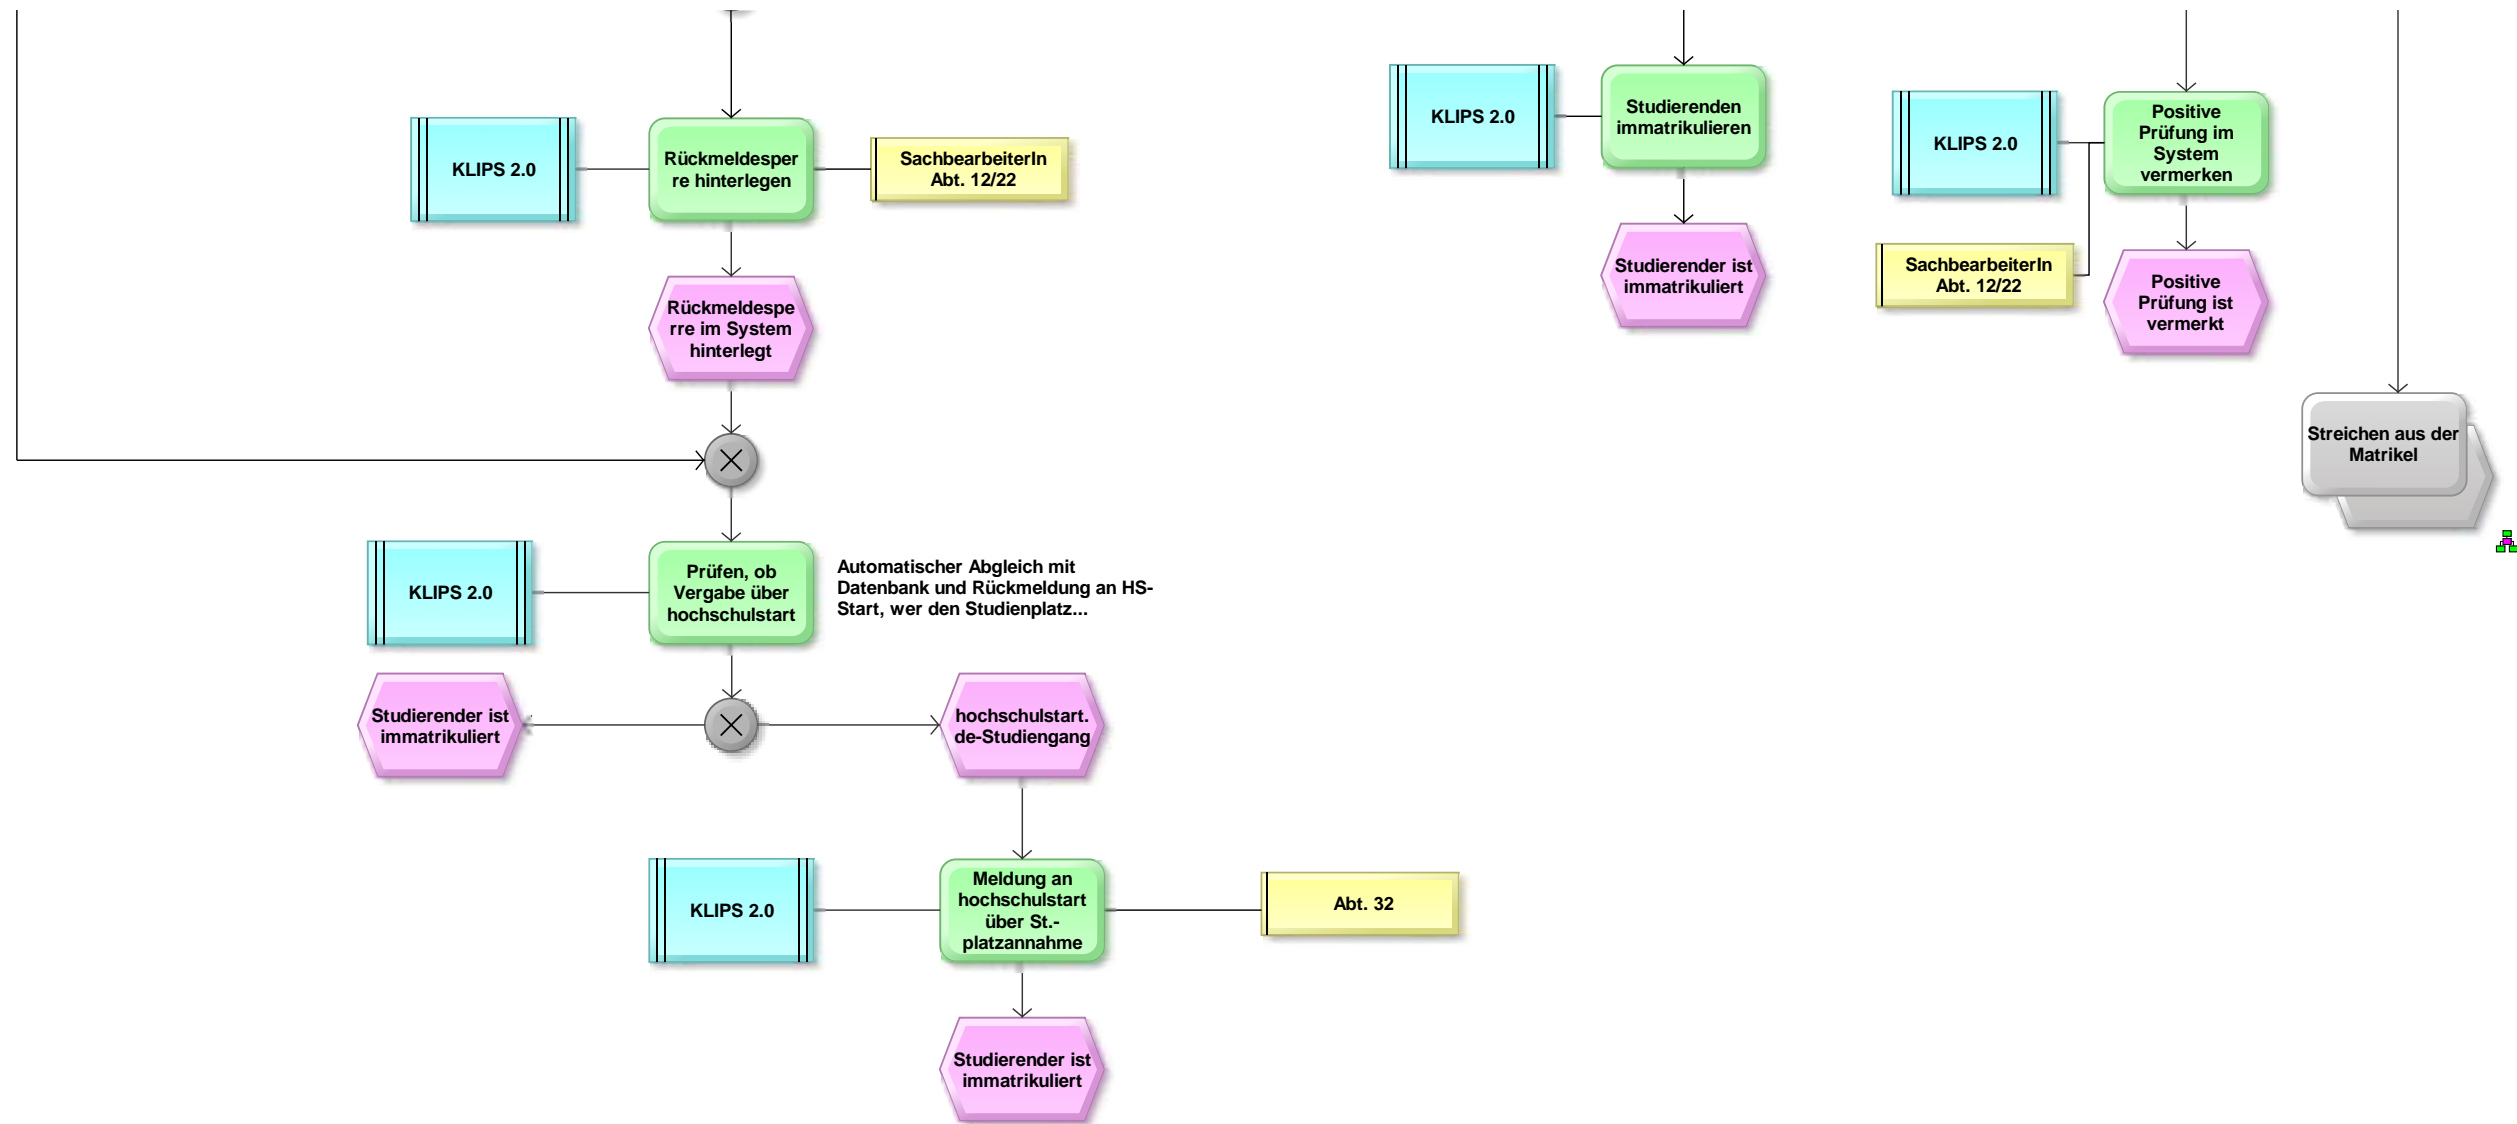 KLIPS 2.0
Rückmeldesper
re hinterlegen
SachbearbeiterIn
Abt. 12/22
Rückmeldespe
rre im System
hinterlegt
KLIPS 2.0
Prüfen, ob
Vergabe über
hochschulstart
Automatischer Abgleich mit
Datenbank und Rückmeldung an HS-
Start, wer den Studienplatz...
Studierender ist
immatrikuliert
hochschulstart.
de-Studiengang
KLIPS 2.0
Meldung an
hochschulstart
über St.-
platzannahme
Abt. 32
Studierender ist
immatrikuliert
KLIPS 2.0
Studierenden
immatrikulieren
Studierender ist
immatrikuliert
KLIPS 2.0
Positive
Prüfung im
System
vermerken
SachbearbeiterIn
Abt. 12/22
Positive
Prüfung ist
vermerkt
Streichen aus der
Matrikel